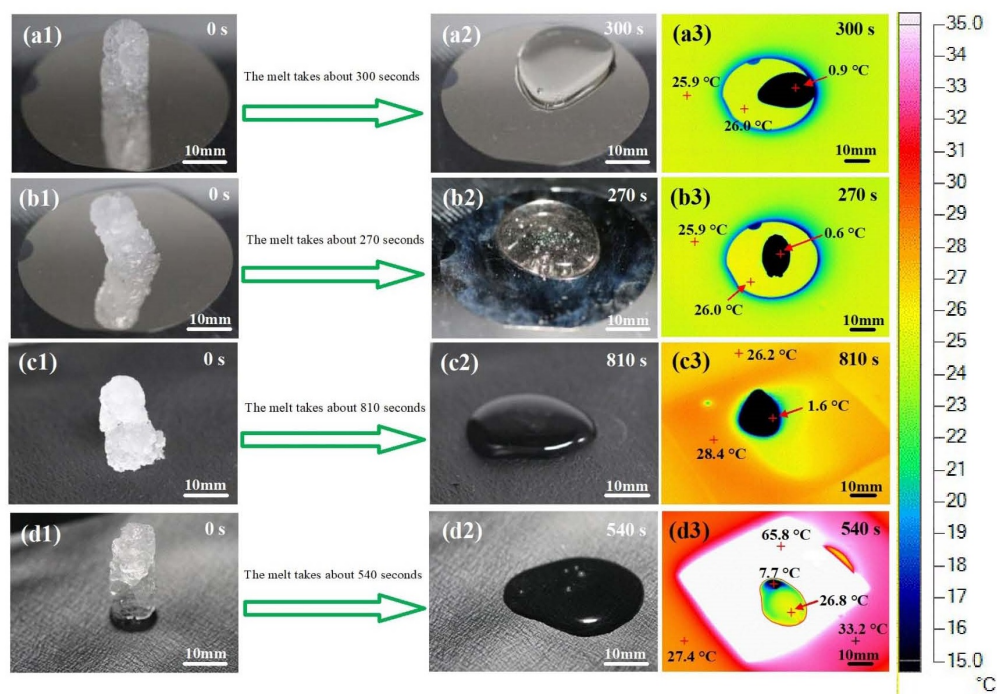 (a1) 0 s
10mm
The melt takes about 300 seconds
(a2) 300 s
10mm
(a3) 300 s
25.9 °C
0.9 °C
26.0 °C
10mm
(b1) 0 s
10mm
The melt takes about 270 seconds
(b2) 270 s
10mm
(b3) 270 s
25.9 °C
0.6 °C
26.0 °C
10mm
(c1) 0 s
10mm
The melt takes about 810 seconds
(c2) 810 s
10mm
(c3) 810 s
26.2 °C
1.6 °C
28.4 °C
10mm
(d1) 0 s
10mm
The melt takes about 540 seconds
(d2) 540 s
10mm
(d3) 540 s
65.8 °C
7.7 °C
26.8 °C
33.2 °C
27.4 °C
10mm
35.0
34
33
32
31
30
29
28
27
26
25
24
23
22
21
20
19
18
17
16
15.0
°C